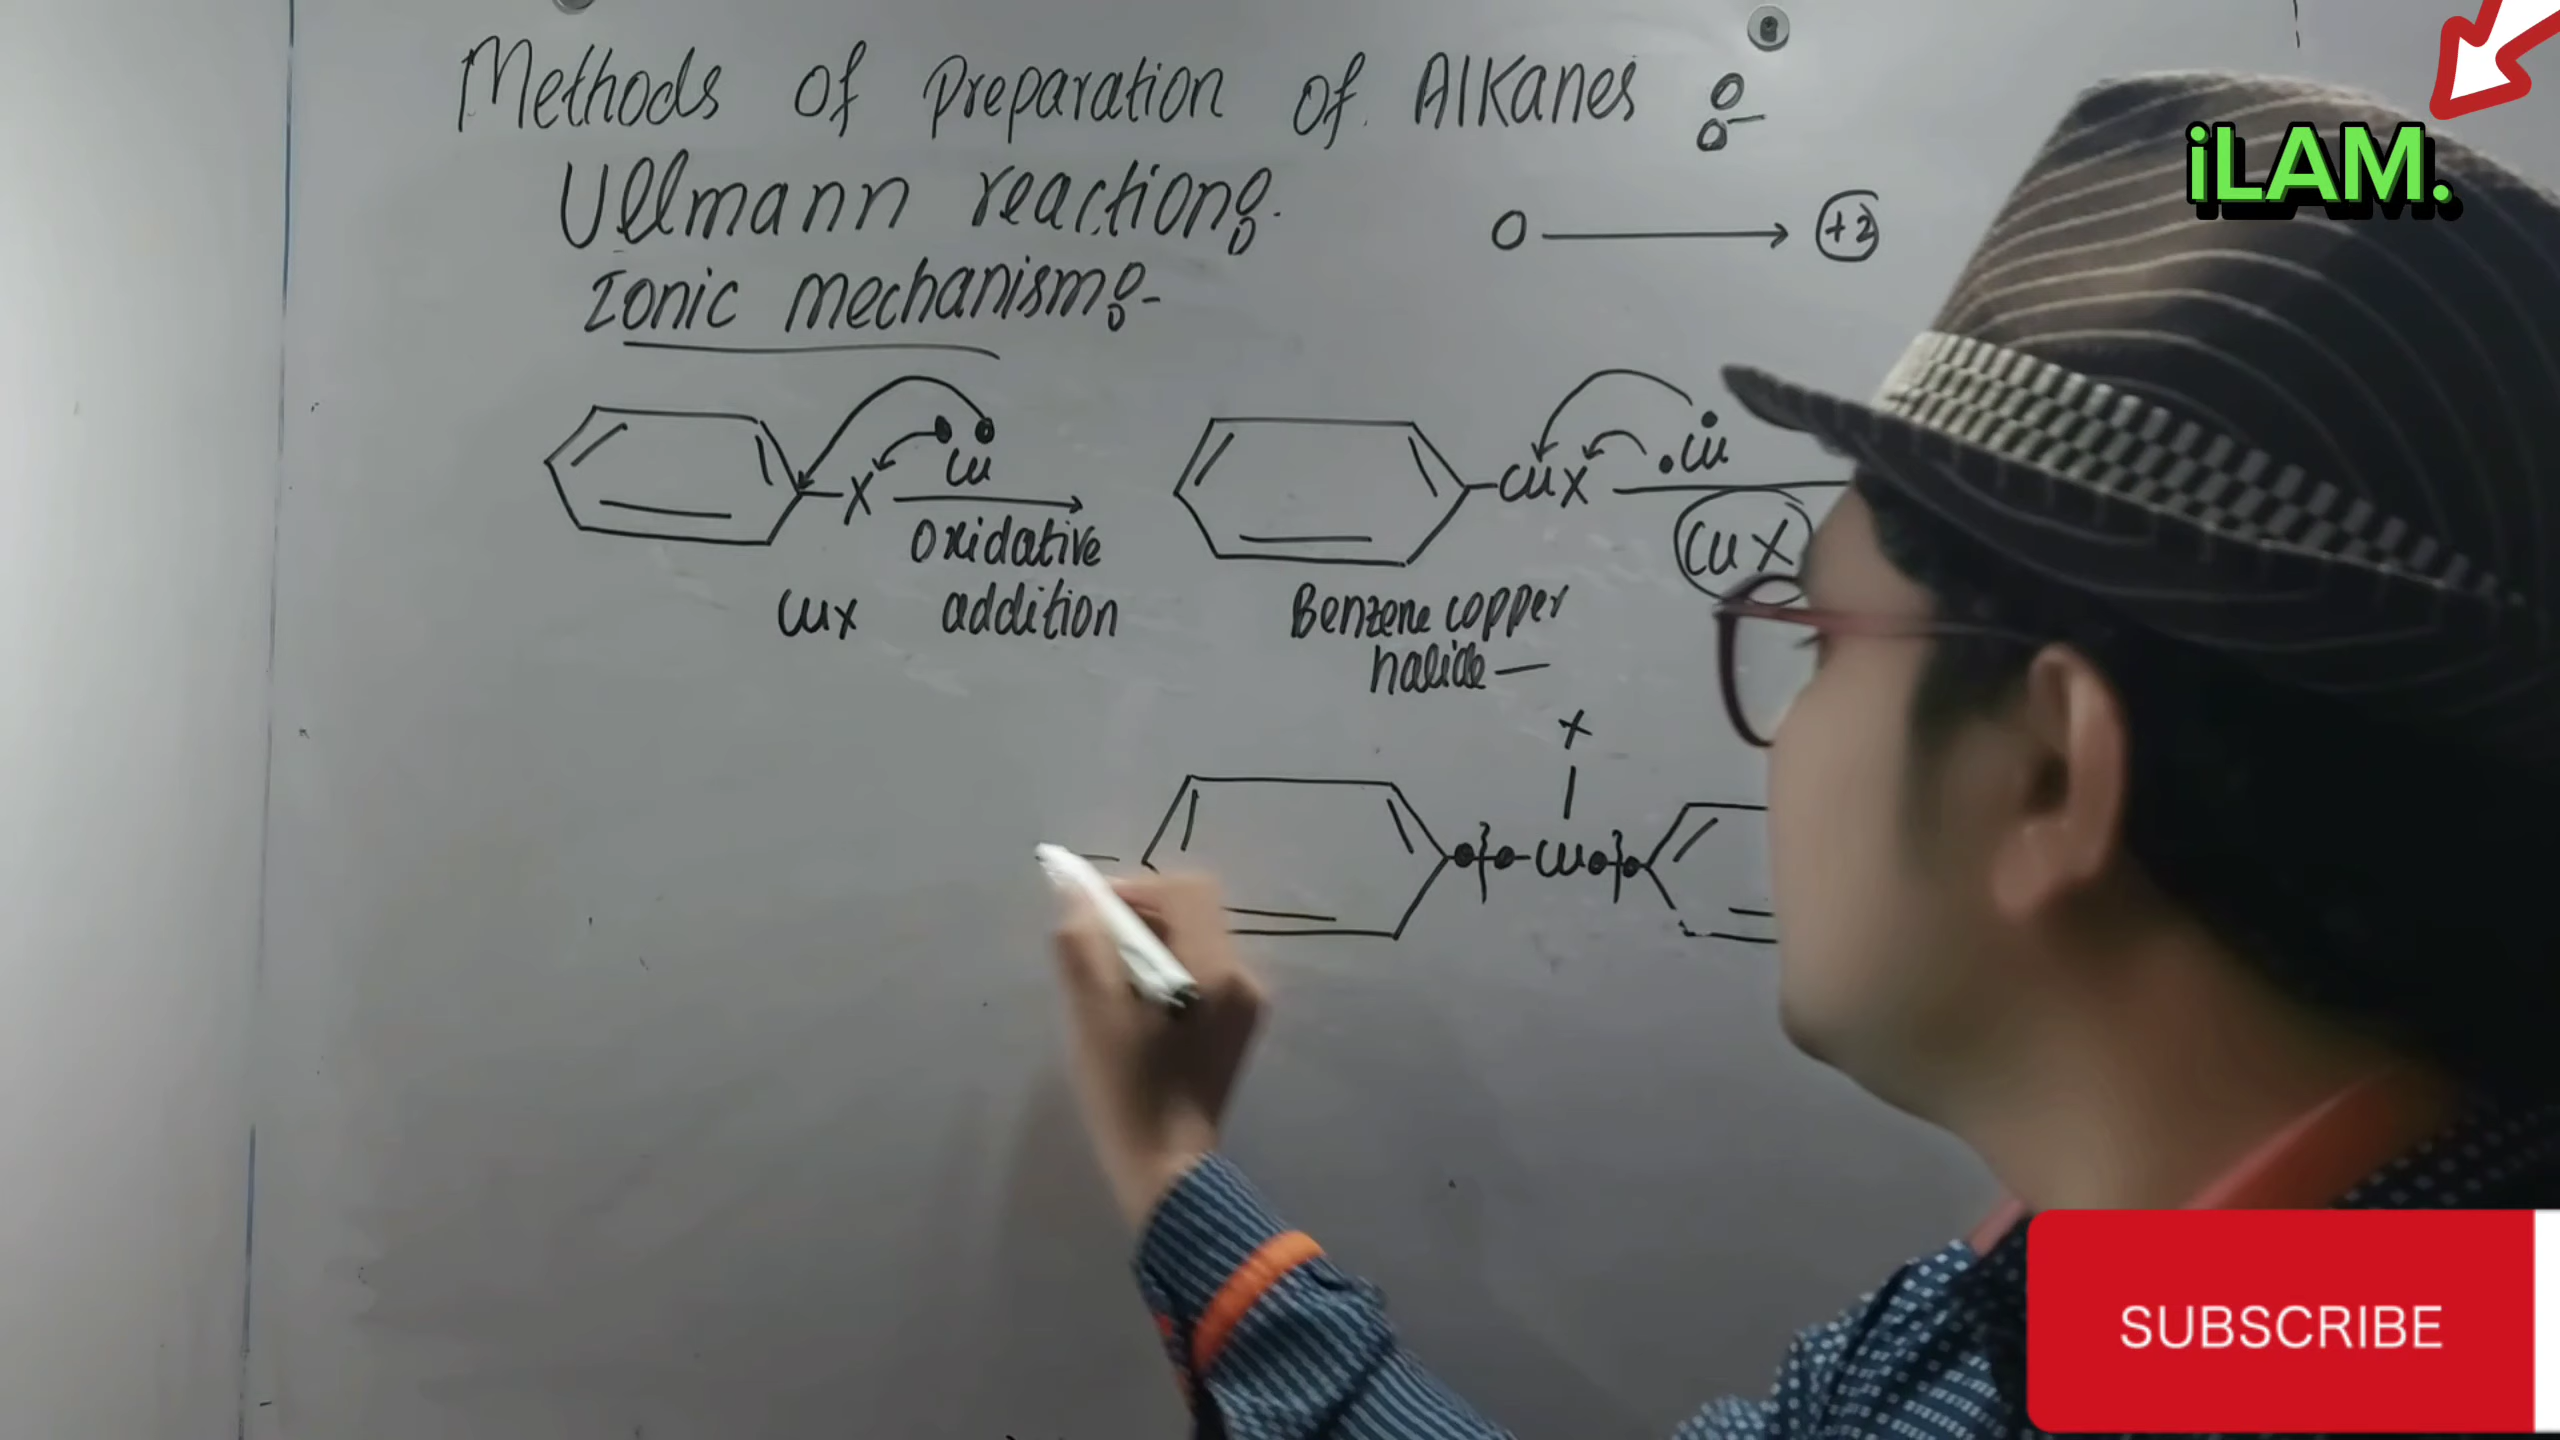 Methods of Preparation of Alkanes :-
iLAM.
Ullmann reaction :-
0 → +2
Ionic mechanism :-
Cu
X
Oxidative
addition
CuX
CuX
.Cu
CuX
Benzene copper
halide —
X
Cu
SUBSCRIBE